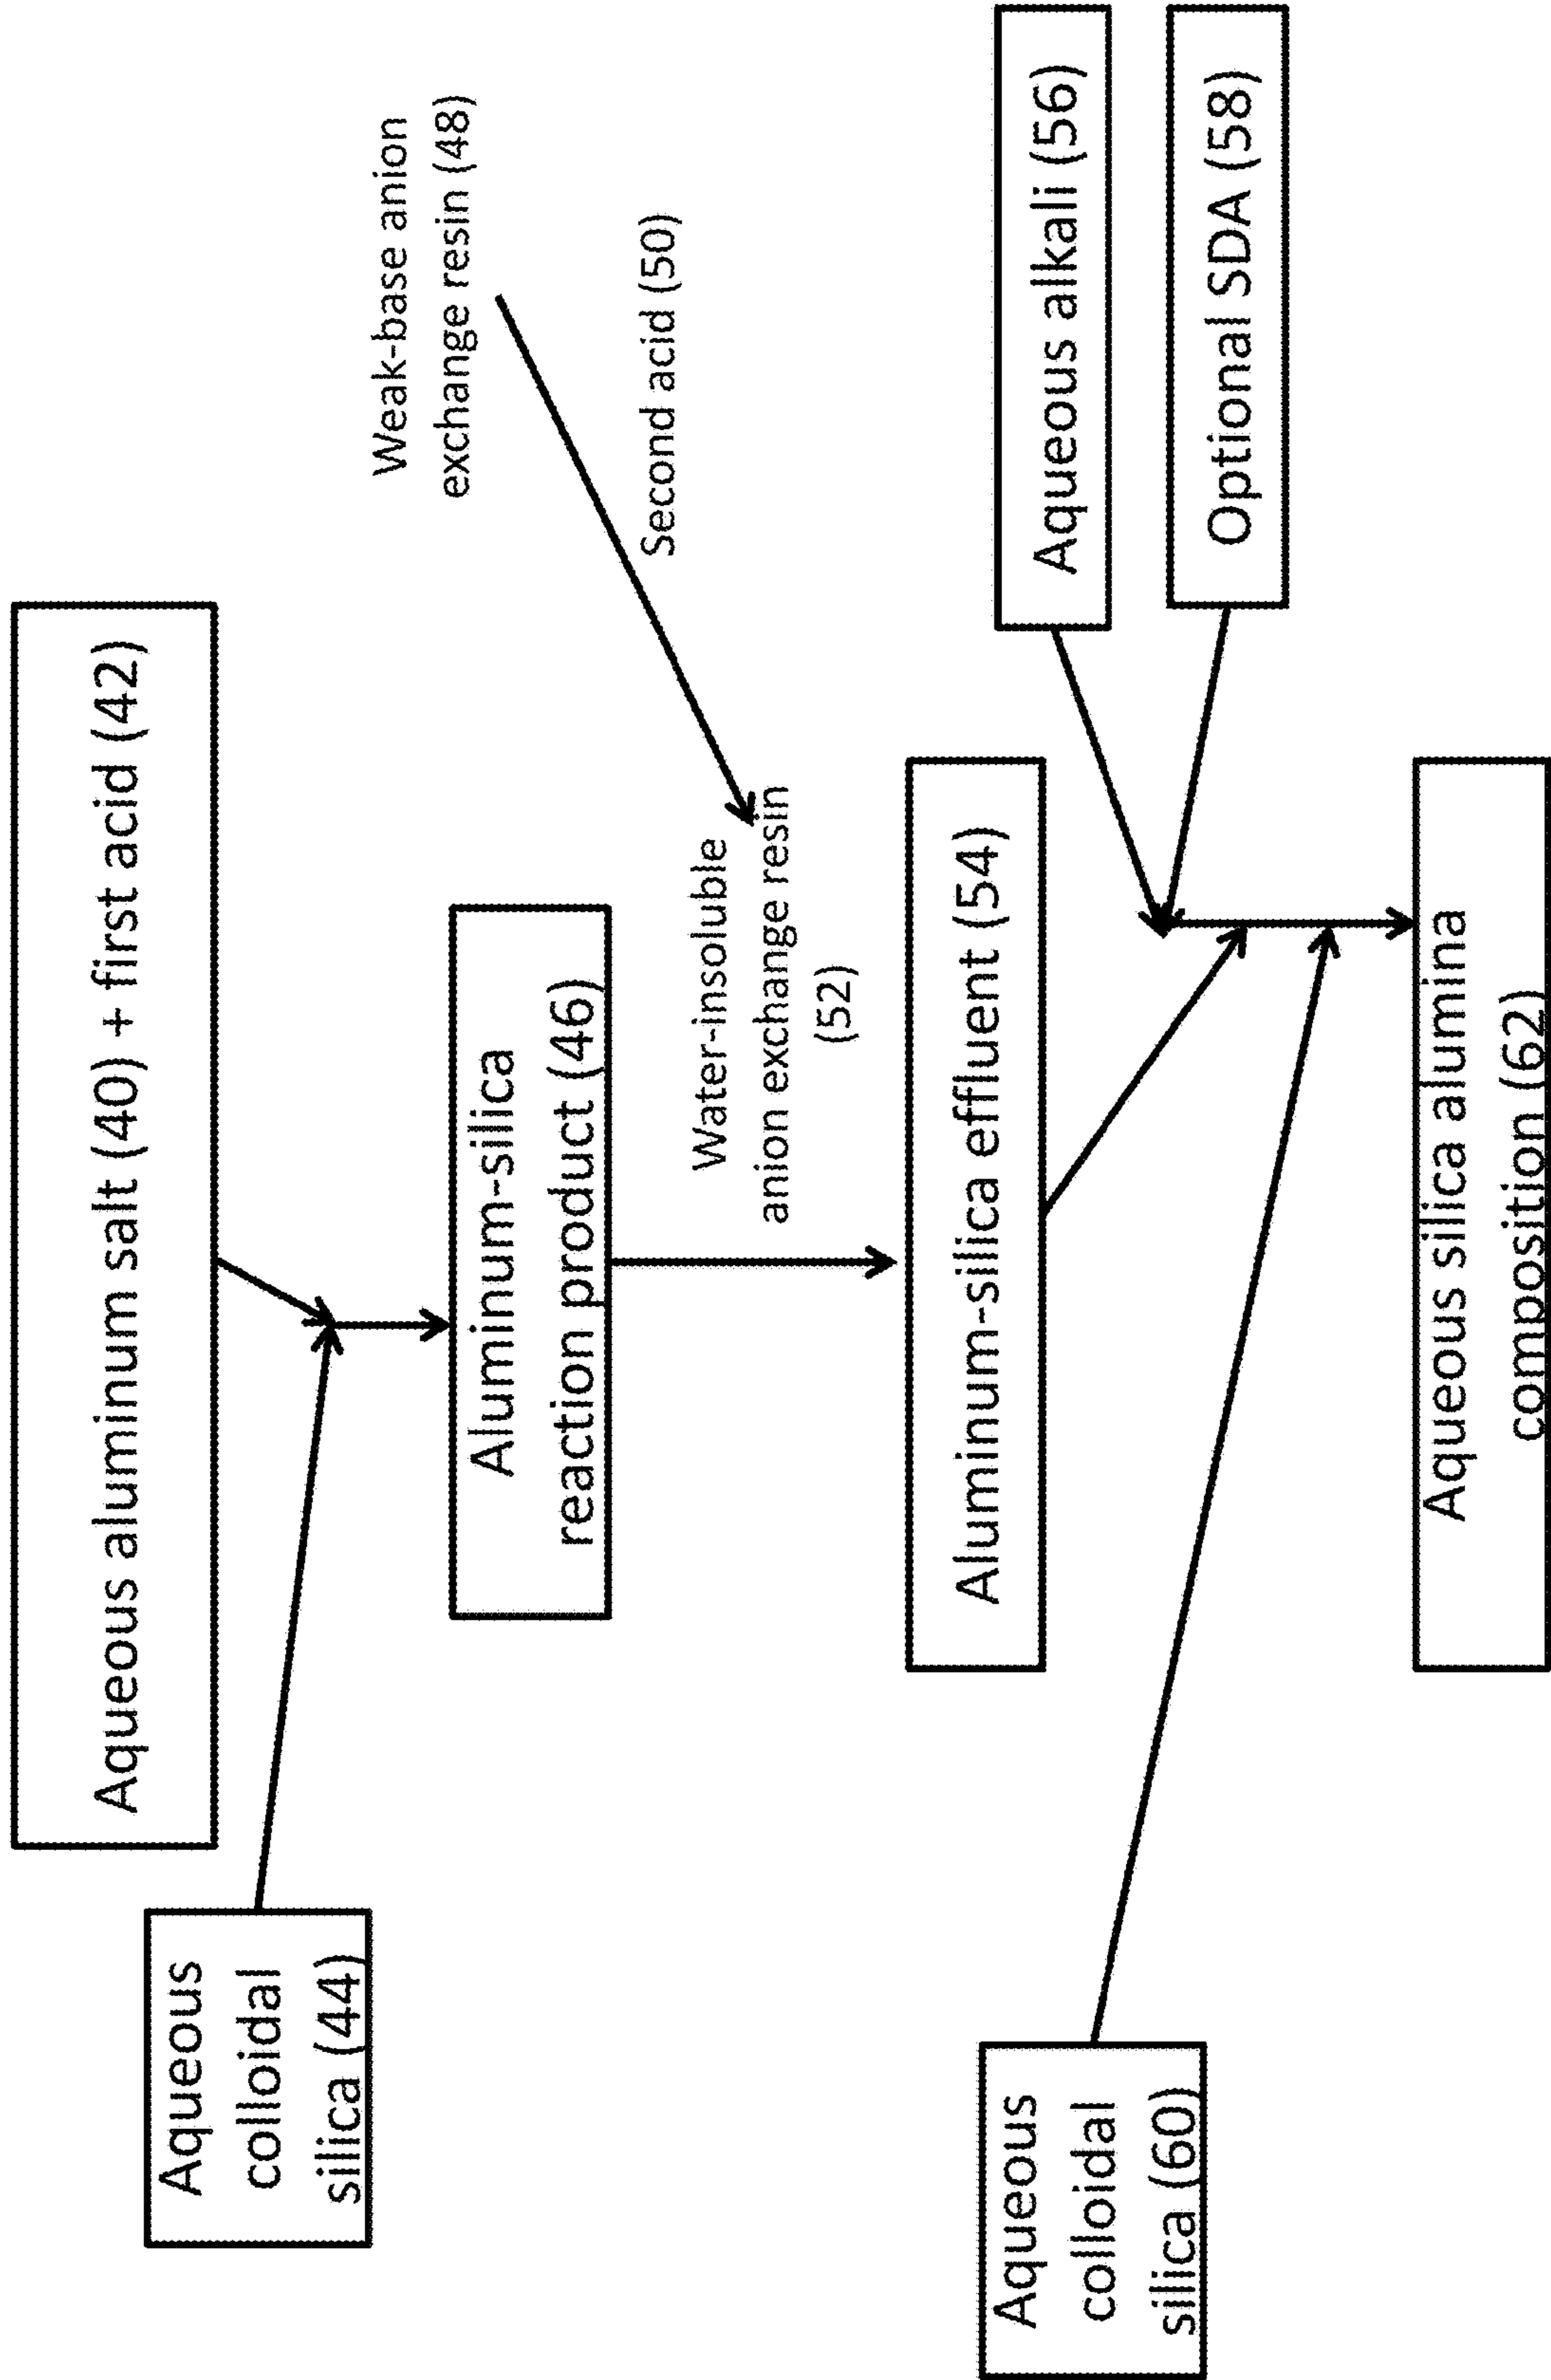 Aqueous aluminum salt (40) + first acid (42)
Aqueous
colloidal
silica (44)
Aluminum-silica
reaction product (46)
Weak-base anion
exchange resin (48)
Second acid (50)
Water-insoluble
anion exchange resin
(52)
Aluminum-silica effluent (54)
Aqueous alkali (56)
Optional SDA (58)
Aqueous
colloidal
silica (60)
Aqueous silica alumina
composition (62)